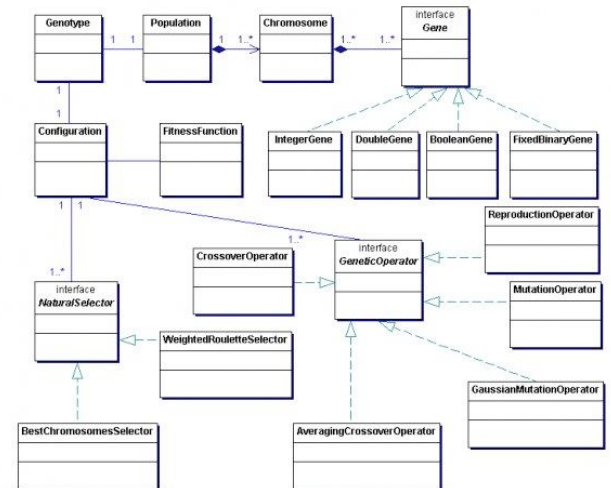 interface
Genotype
Population
Chromosome
Gene
1
1
1
1..*
1..*
1
1
Configuration
FitnessFunction
IntegerGene
DoubleGene
BooleanGene
FixedBinaryGene
1
1
ReproductionOperator
1..*
interface
GeneticOperator
CrossoverOperator
1..*
interface
NaturalSelector
MutationOperator
WeightedRouletteSelector
GaussianMutationOperator
BestChromosomesSelector
AveragingCrossoverOperator